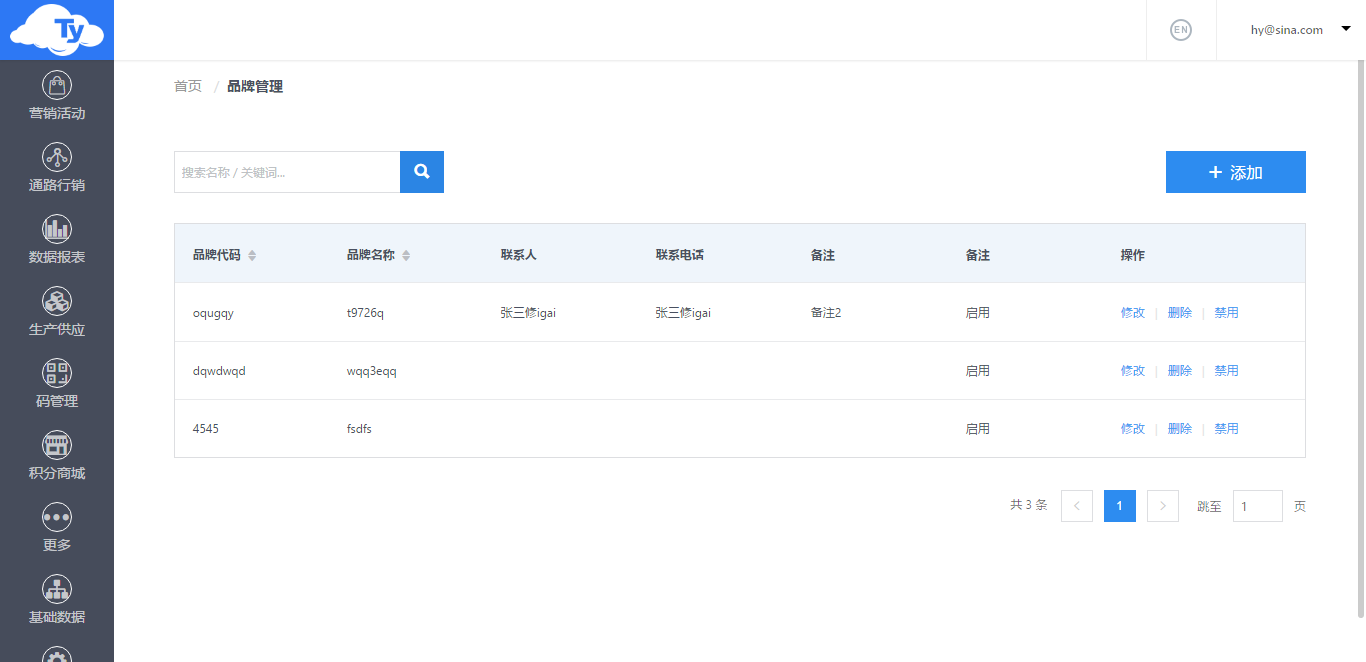 Ty
EN
hy@sina.com
营销活动
通路行销
数据报表
生产供应
码管理
积分商城
更多
基础数据
首页 / 品牌管理
搜索名称 / 关键词...
+ 添加
品牌代码 品牌名称 联系人 联系电话 备注 备注 操作
oqugqy t9726q 张三修igai 张三修igai 备注2 启用 修改 | 删除 | 禁用
dqwdwqd wqq3eqq 启用 修改 | 删除 | 禁用
4545 fsdfs 启用 修改 | 删除 | 禁用
共 3 条 < 1 > 跳至 1 页